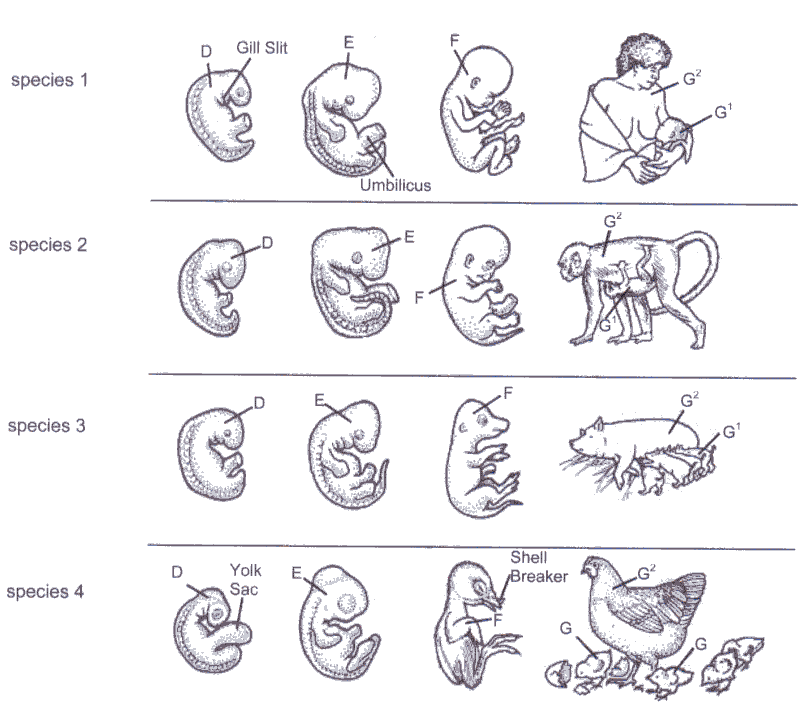 species 1
D
Gill Slit
E
Umbilicus
F
G²
G¹
species 2
D
E
F
G²
G¹
species 3
D
E
F
G²
G¹
species 4
D
Yolk
Sac
E
Shell
Breaker
F
G²
G
G